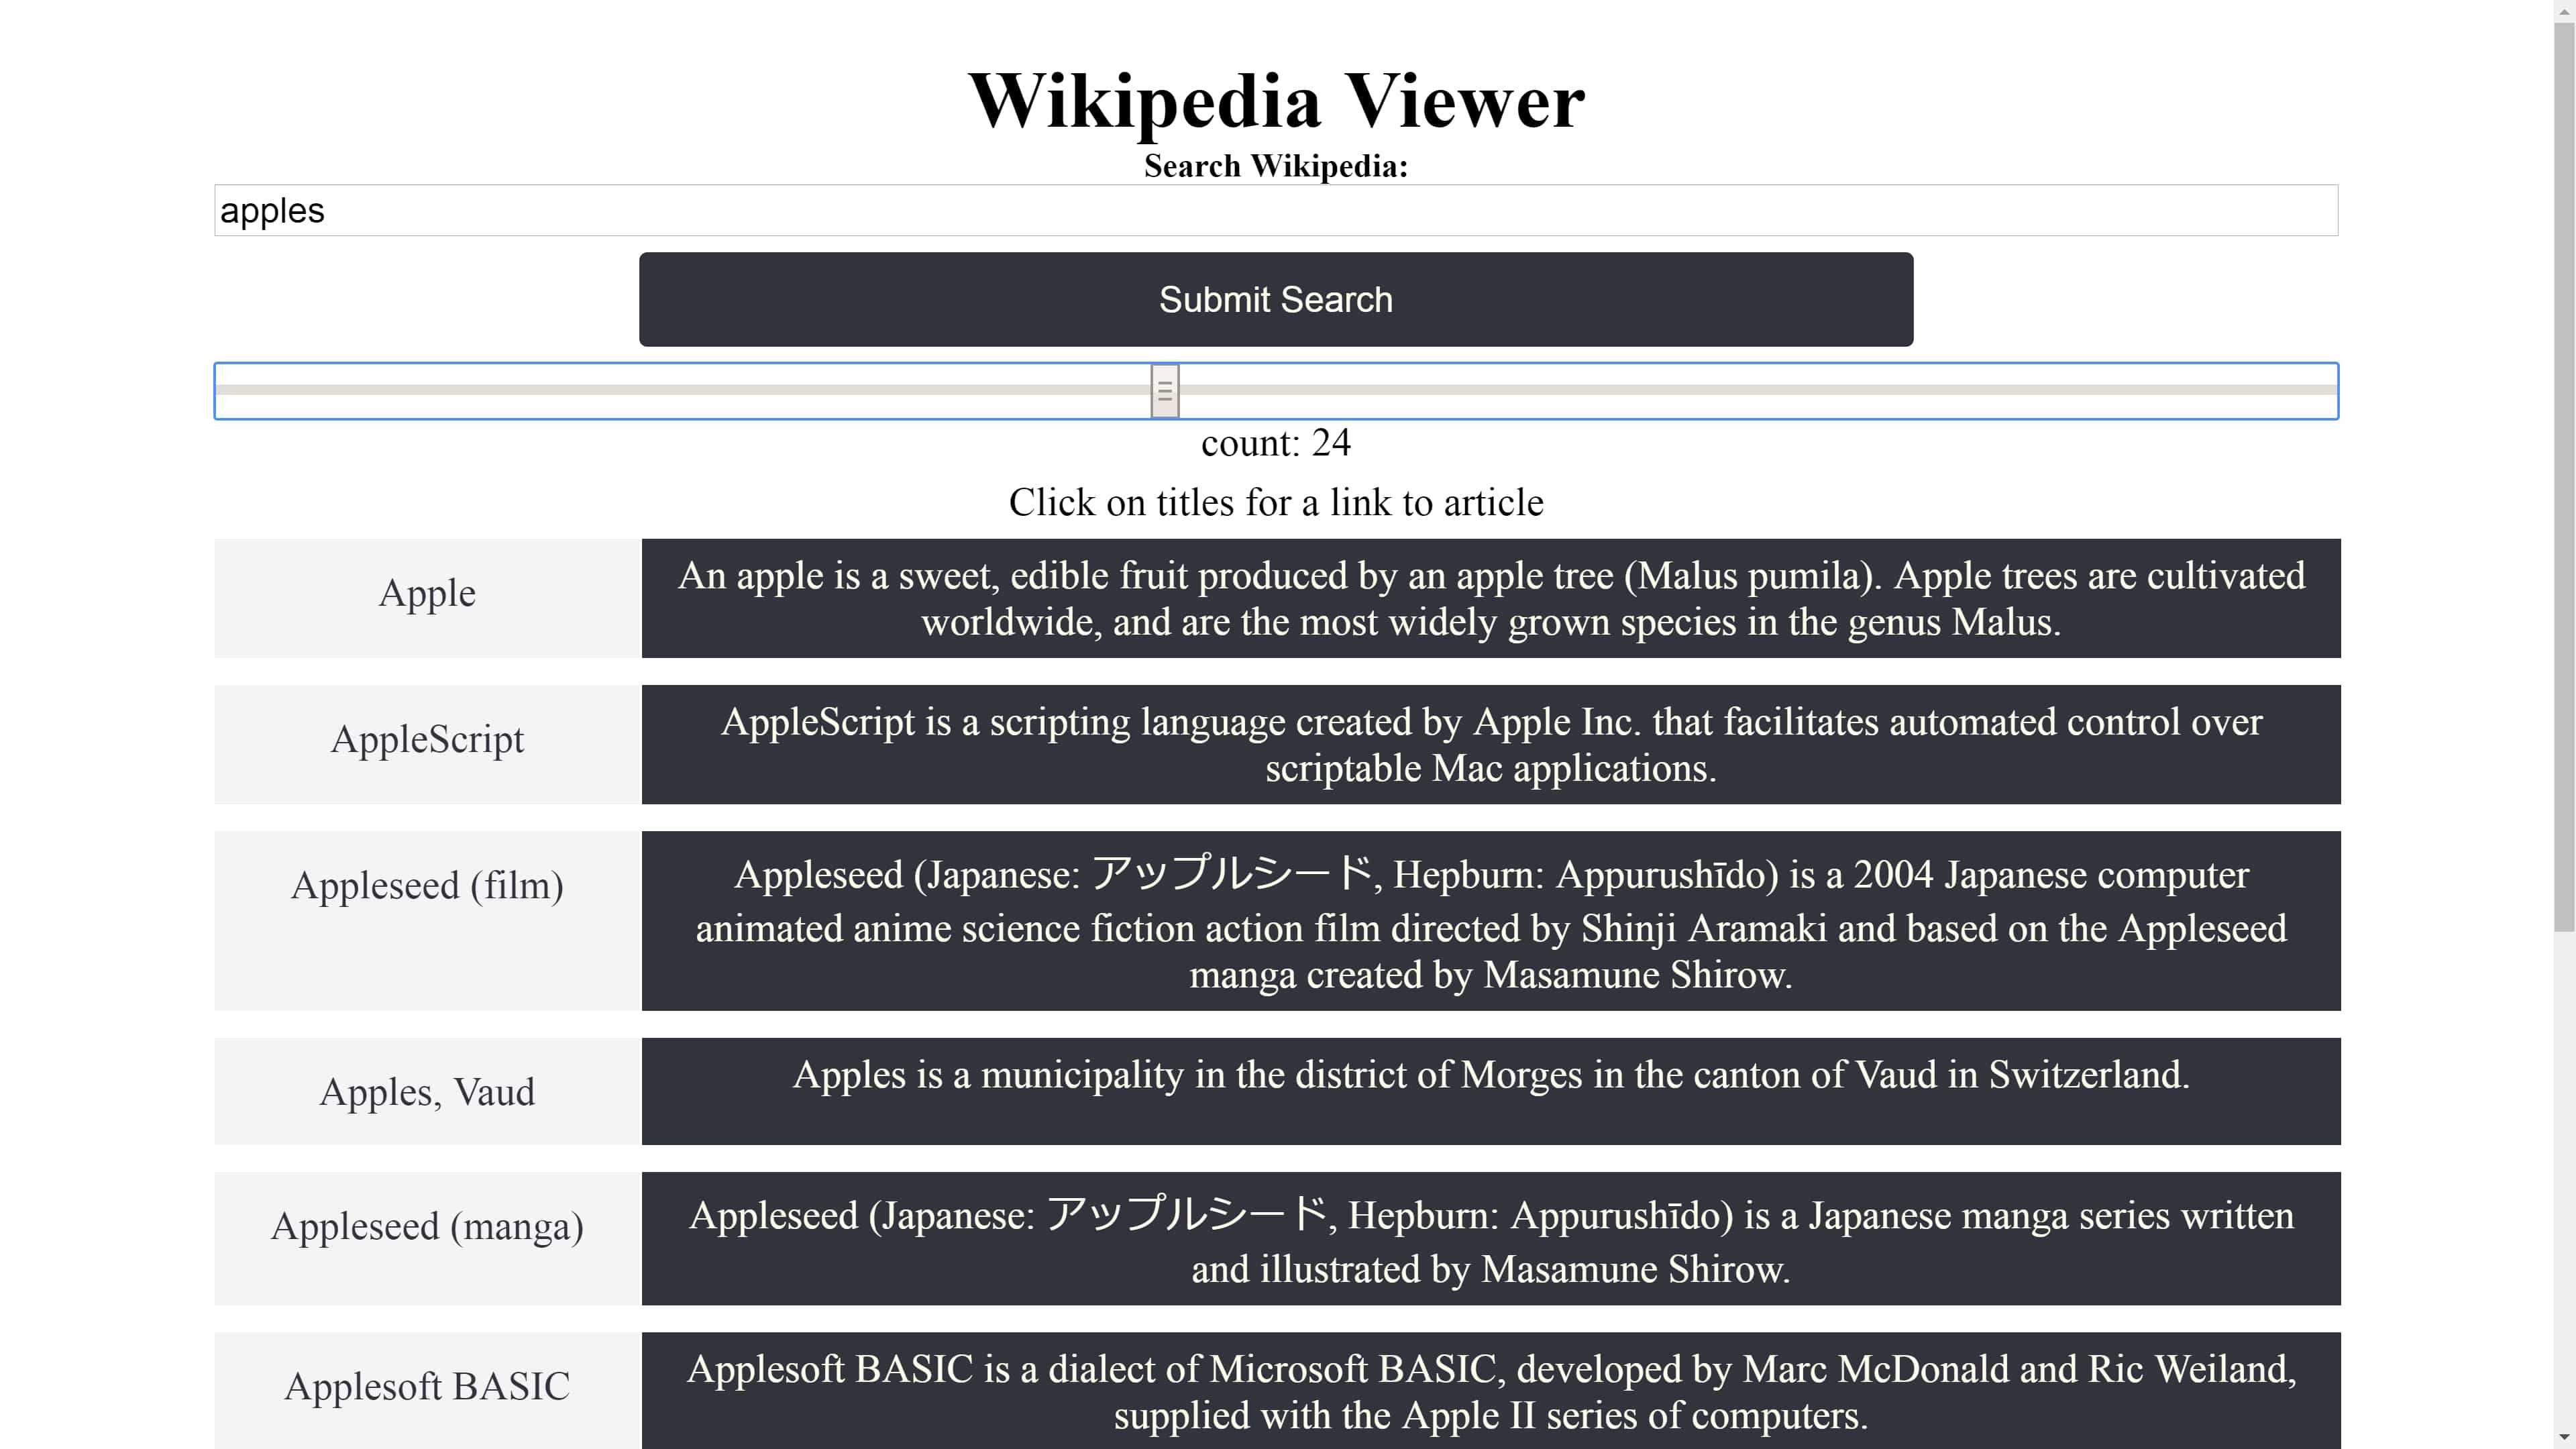 Wikipedia Viewer
Search Wikipedia:
apples
Submit Search
count: 24
Click on titles for a link to article
Apple
An apple is a sweet, edible fruit produced by an apple tree (Malus pumila). Apple trees are cultivated
worldwide, and are the most widely grown species in the genus Malus.
AppleScript
AppleScript is a scripting language created by Apple Inc. that facilitates automated control over
scriptable Mac applications.
Appleseed (film)
Appleseed (Japanese: アップルシード, Hepburn: Appurushīdo) is a 2004 Japanese computer
animated anime science fiction action film directed by Shinji Aramaki and based on the Appleseed
manga created by Masamune Shirow.
Apples, Vaud
Apples is a municipality in the district of Morges in the canton of Vaud in Switzerland.
Appleseed (manga)
Appleseed (Japanese: アップルシード, Hepburn: Appurushīdo) is a Japanese manga series written
and illustrated by Masamune Shirow.
Applesoft BASIC
Applesoft BASIC is a dialect of Microsoft BASIC, developed by Marc McDonald and Ric Weiland,
supplied with the Apple II series of computers.